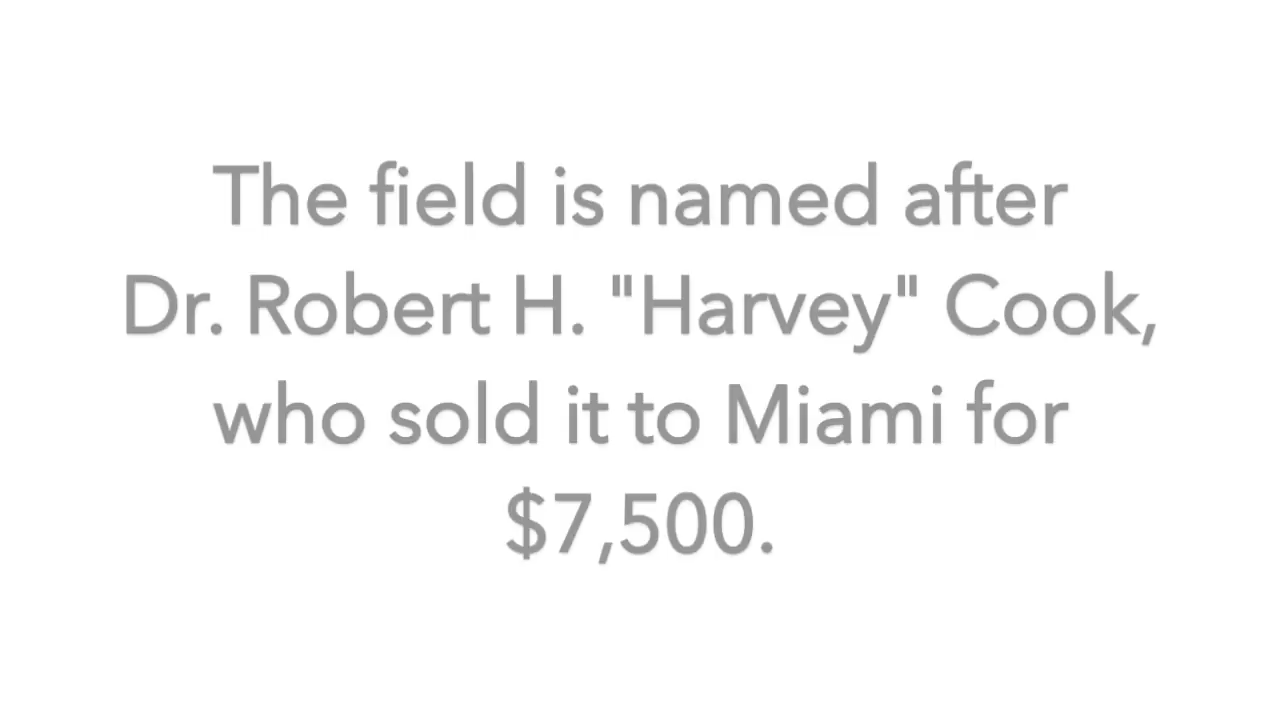 The field is named after
Dr. Robert H. "Harvey" Cook,
who sold it to Miami for
$7,500.